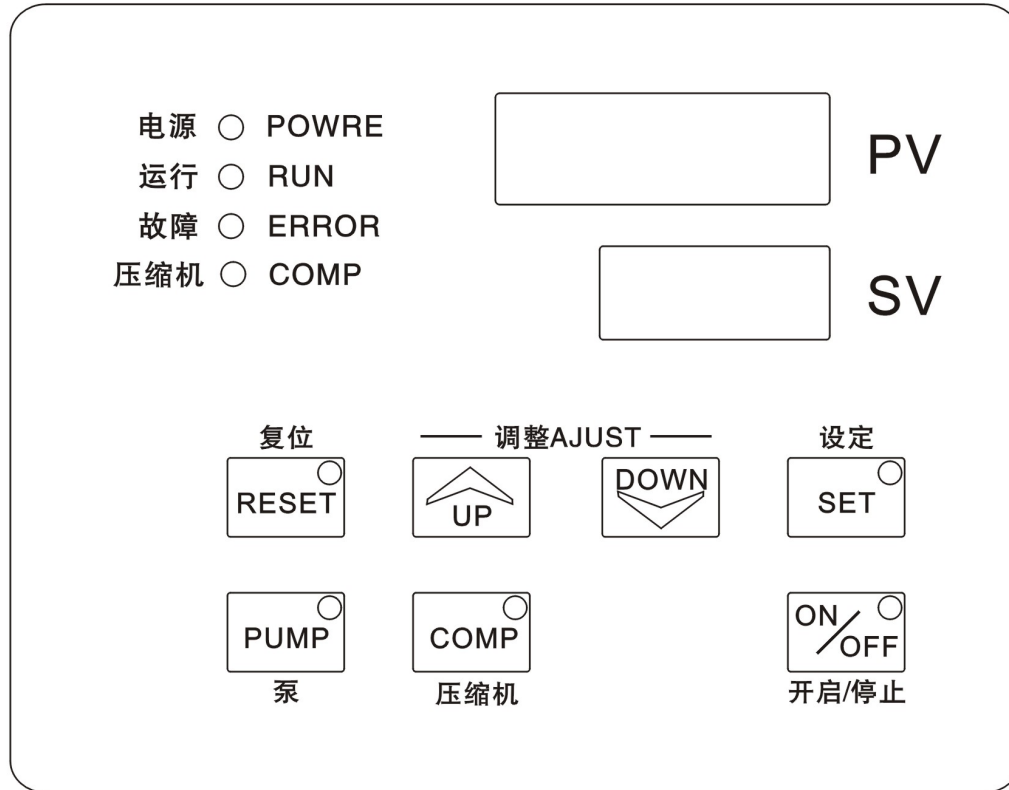 电源 POWRE
PV
运行 RUN
故障 ERROR
SV
压缩机 COMP
复位
调整AJUST
设定
RESET
UP
DOWN
SET
PUMP
COMP
ON/OFF
泵
压缩机
开启/停止